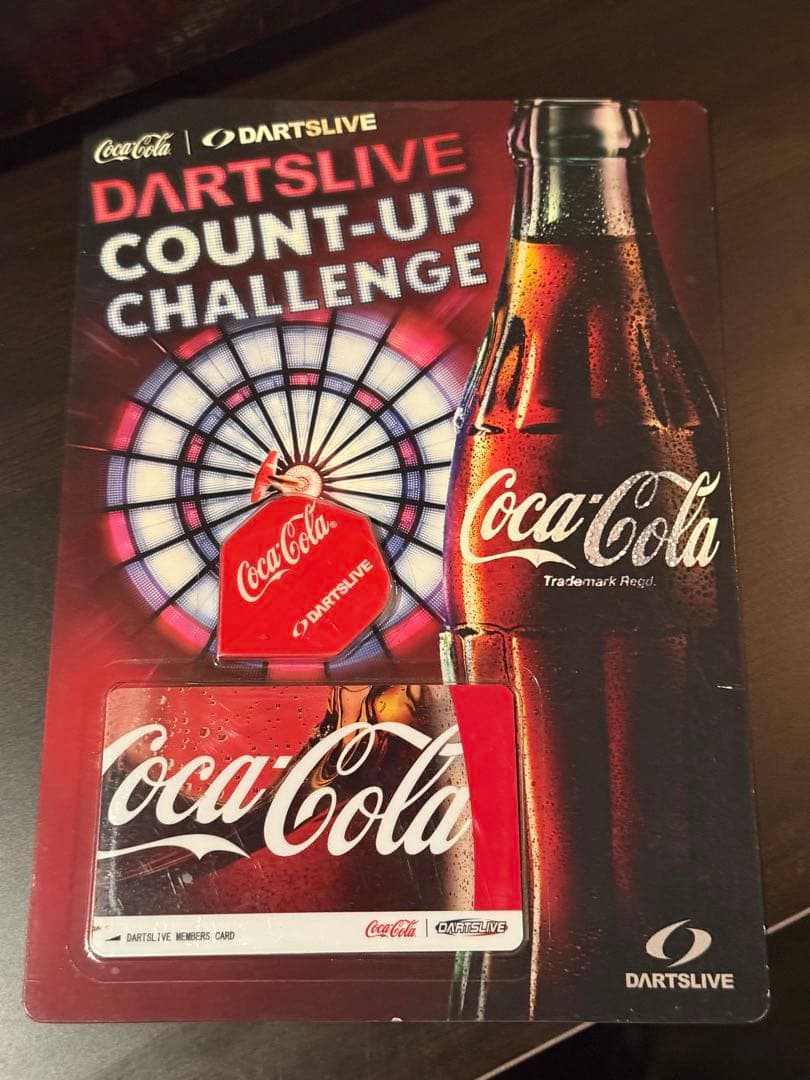 Coca-Cola | DARTSLIVE
DARTSLIVE
COUNT-UP
CHALLENGE
Coca-Cola
Trademark Regd.
Coca-Cola®
DARTSLIVE
Coca-Cola
DARTSLIVE MEMBERS CARD
Coca-Cola | DARTSLIVE
DARTSLIVE